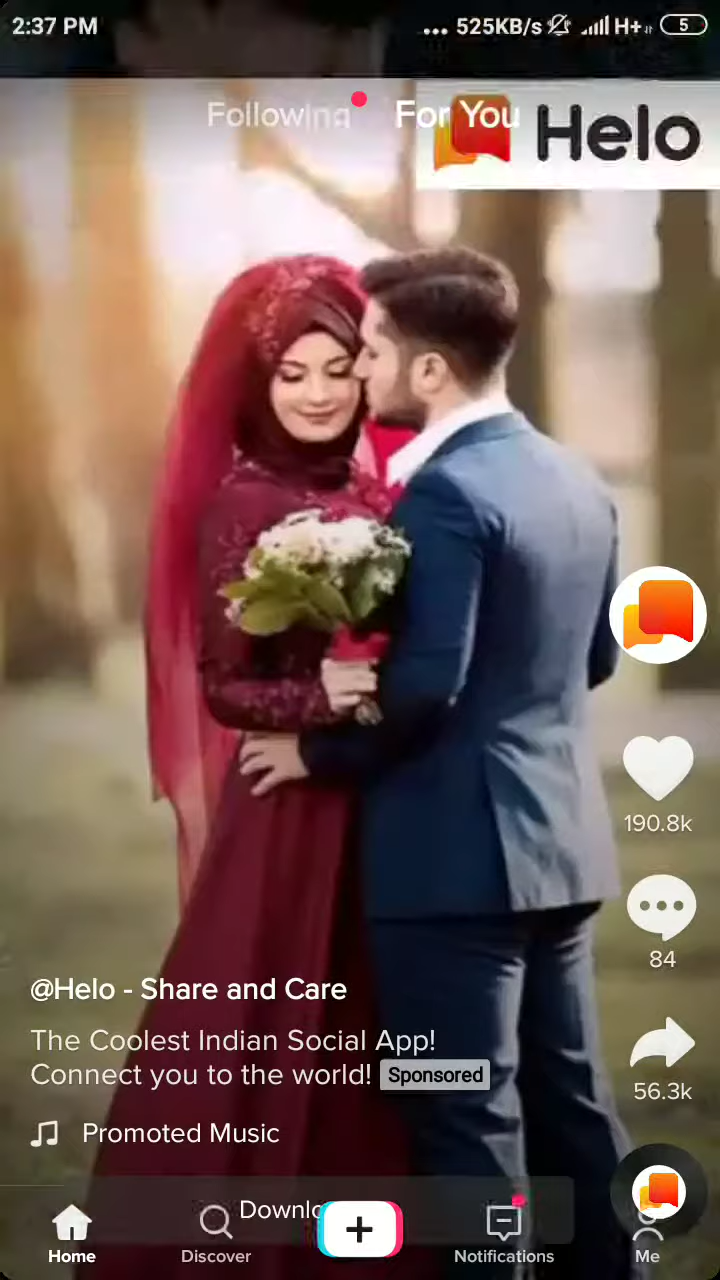 2:37 PM ... 525KB/s H+ 5
Following For You
Helo
190.8k
84
56.3k
@Helo - Share and Care
The Coolest Indian Social App!
Connect you to the world! Sponsored
Promoted Music
Downlo
Home Discover Notifications Me